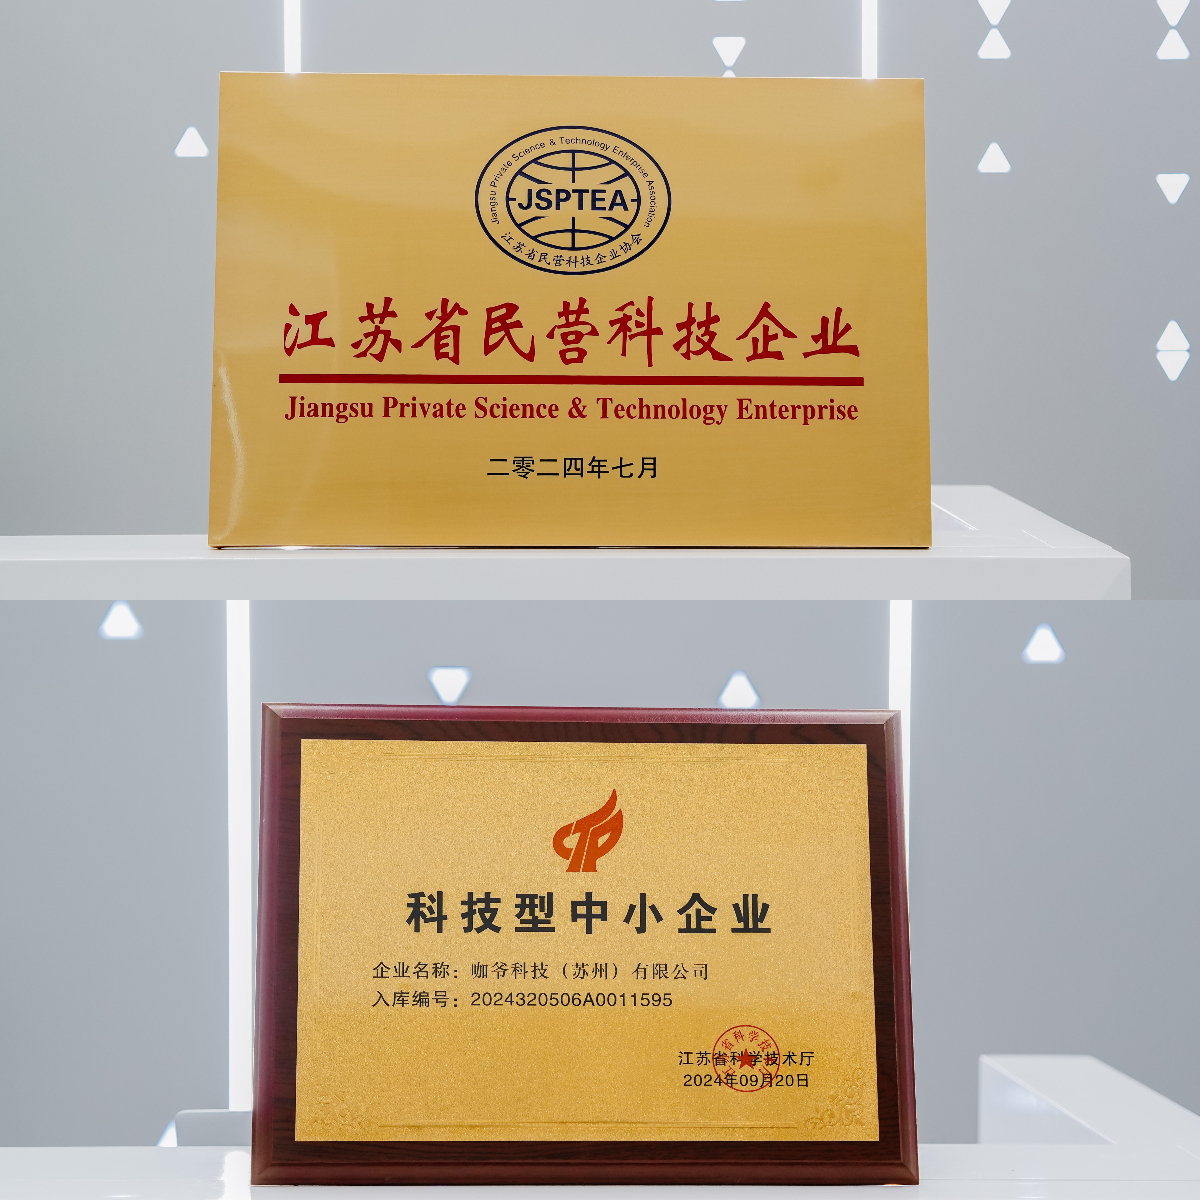 Jiangsu Private Science & Technology Enterprise Association
JSPTEA
江苏省民营科技企业协会
江苏省民营科技企业
Jiangsu Private Science & Technology Enterprise
二零二四年七月
CTP
科技型中小企业
企业名称：咖爷科技（苏州）有限公司
入库编号：2024320506A0011595
江苏省科学技术厅
2024年09月20日